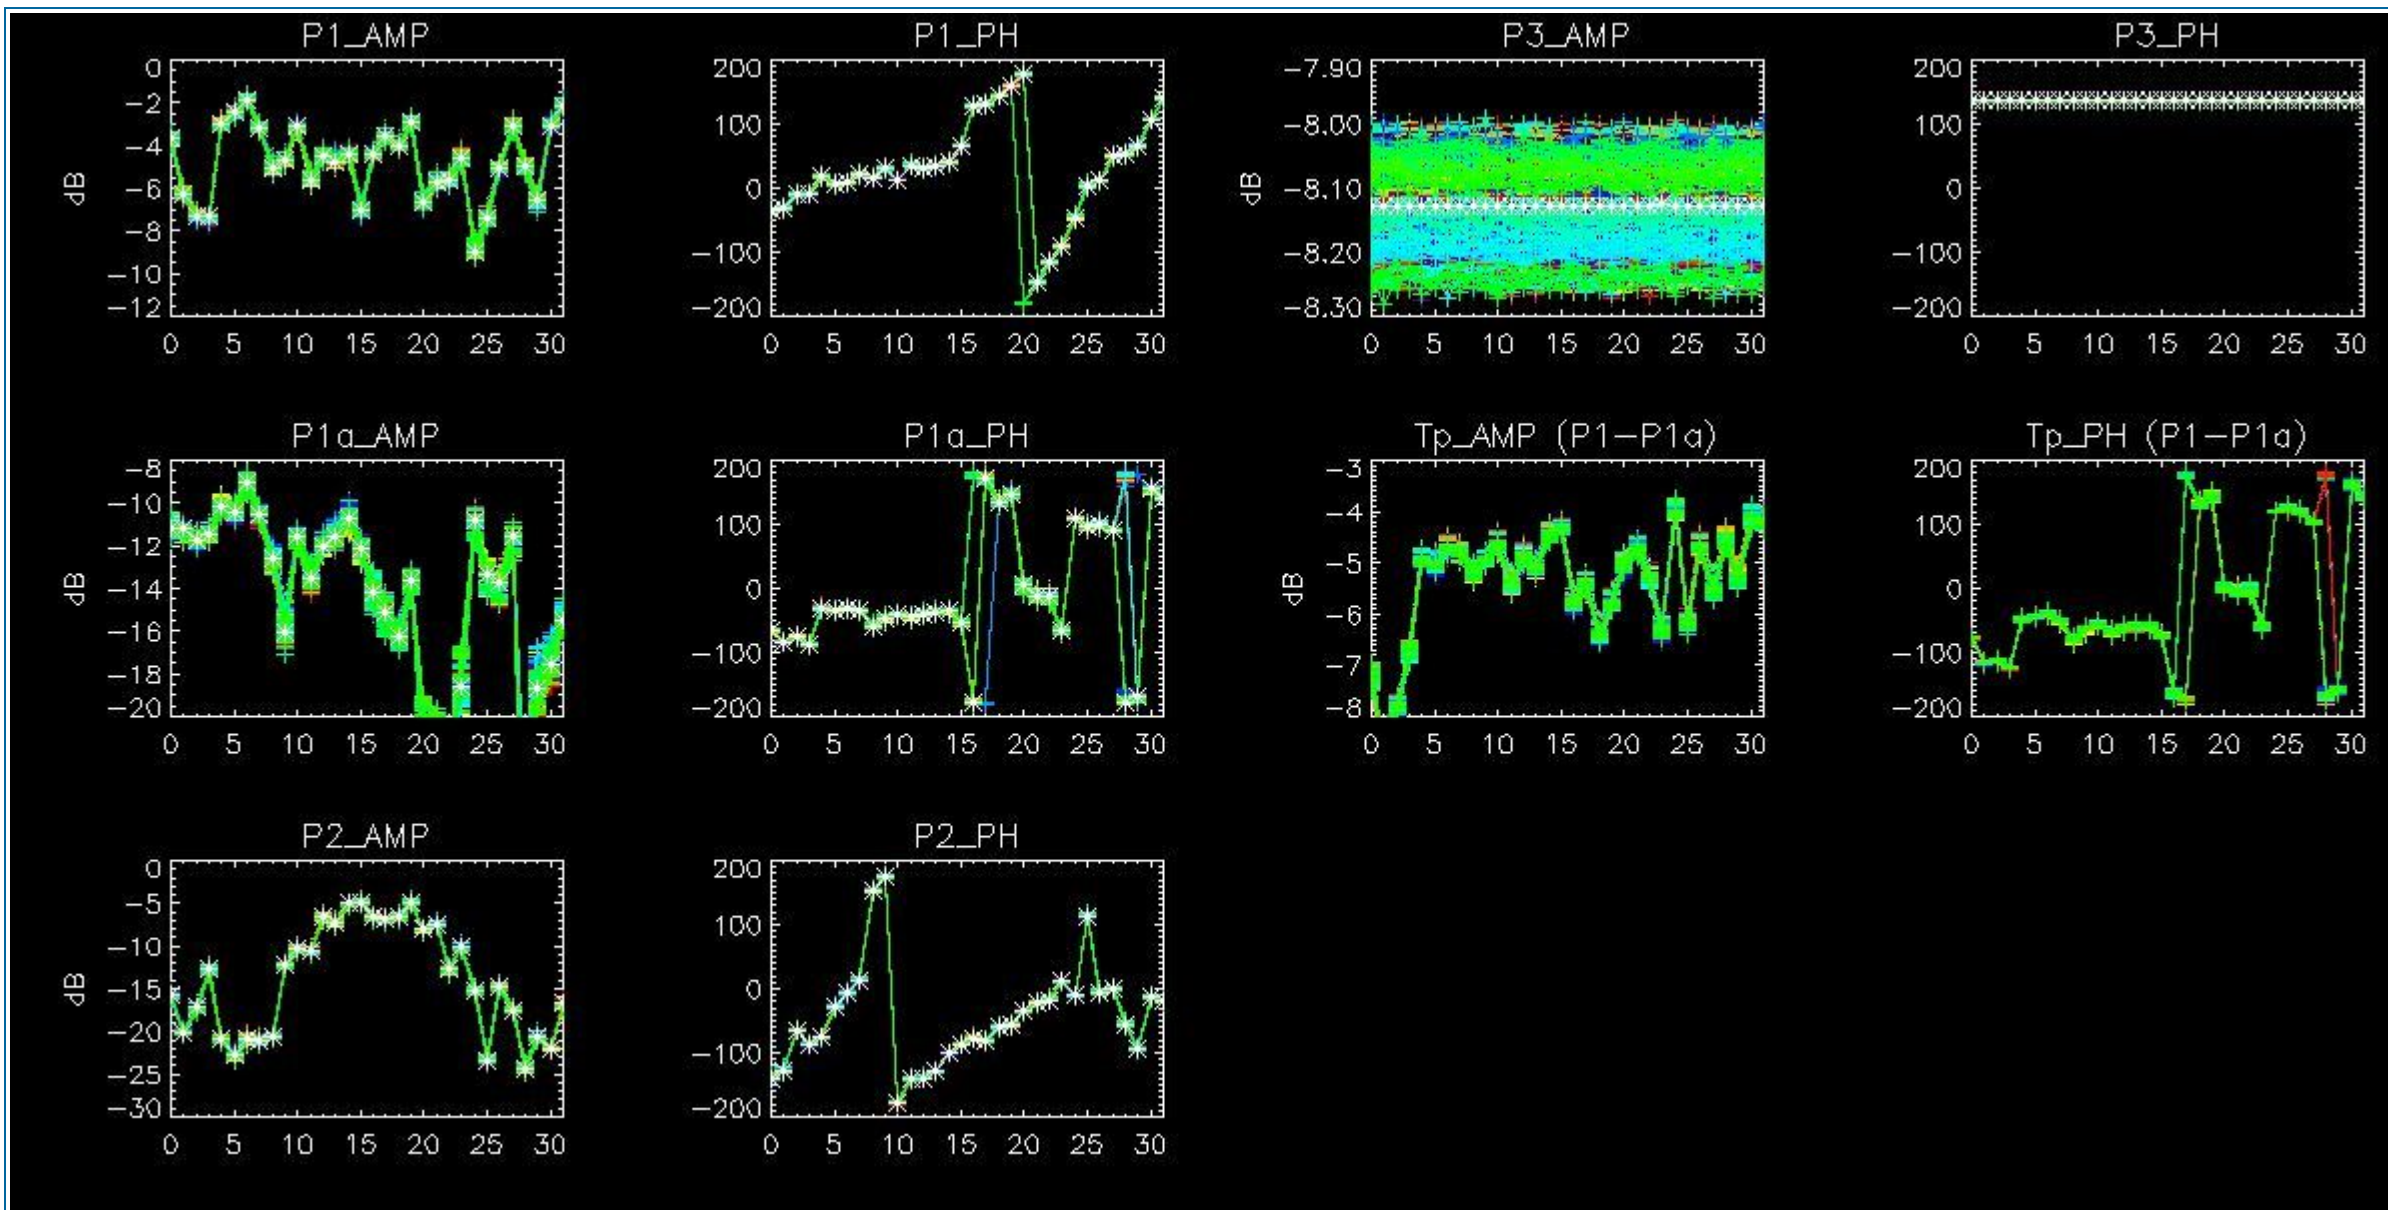 P1_AMP
0
−2
−4
−6
−8
−10
−12
dB
0 5 10 15 20 25 30
P1_PH
200
100
0
−100
−200
0 5 10 15 20 25 30
P3_AMP
−7.90
−8.00
−8.10
−8.20
−8.30
dB
0 5 10 15 20 25 30
P3_PH
200
100
0
−100
−200
0 5 10 15 20 25 30
P1a_AMP
−8
−10
−12
−14
−16
−18
−20
dB
0 5 10 15 20 25 30
P1a_PH
200
100
0
−100
−200
0 5 10 15 20 25 30
Tp_AMP (P1−P1a)
−3
−4
−5
−6
−7
−8
dB
0 5 10 15 20 25 30
Tp_PH (P1−P1a)
200
100
0
−100
−200
0 5 10 15 20 25 30
P2_AMP
0
−5
−10
−15
−20
−25
−30
dB
0 5 10 15 20 25 30
P2_PH
200
100
0
−100
−200
0 5 10 15 20 25 30